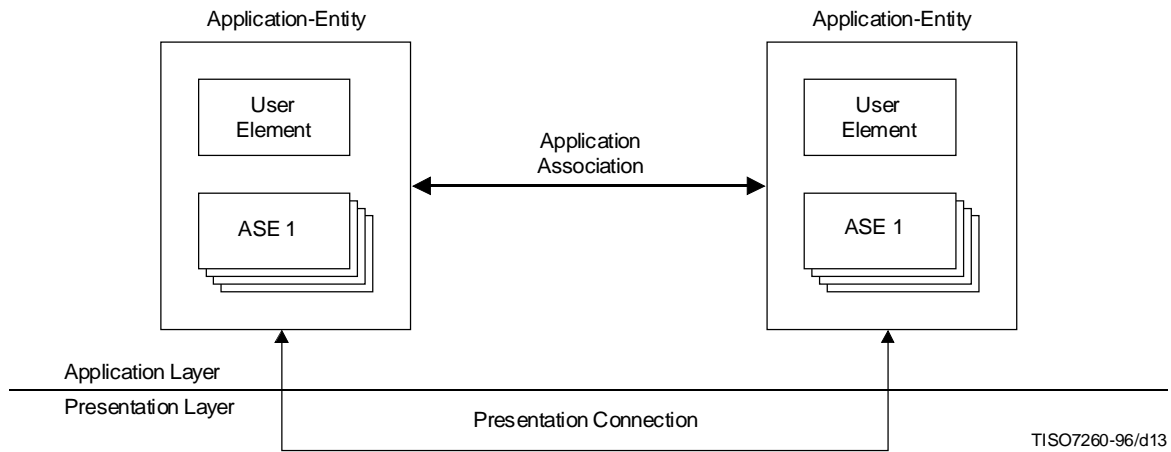 Application-Entity
Application-Entity
User
Element
User
Element
Application
Association
ASE 1
ASE 1
Application Layer
Presentation Layer
Presentation Connection
TISO7260-96/d13